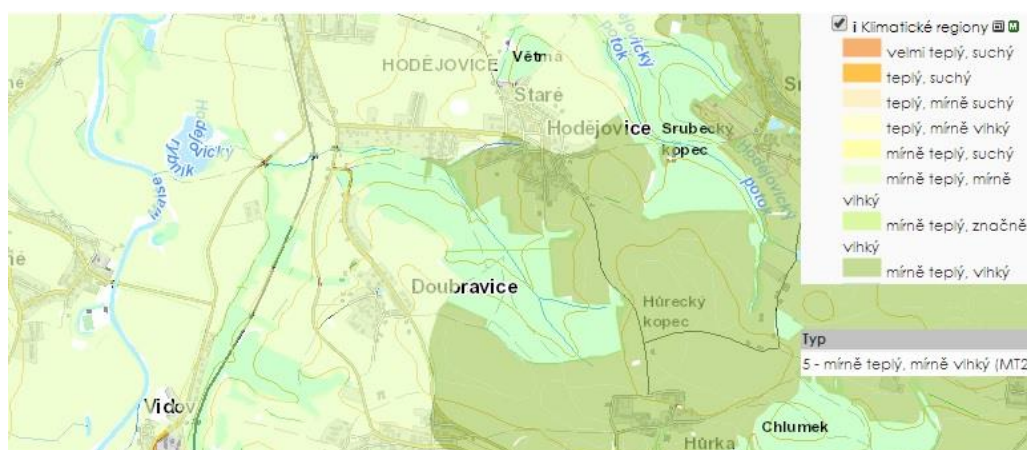 HODĚJOVICE
Větrná
Staré
Hodějovice
Srubecký
kopec
Hodějovický
potok
Hodějovický
potok
Hodějovický
rybník
Malše
Doubravice
Hůrecký
kopec
Vidov
Hůrka
Chlumek
i Klimatické regiony M
velmi teplý, suchý
teplý, suchý
teplý, mírně suchý
teplý, mírně vlhký
mírně teplý, suchý
mírně teplý, mírně
vlhký
mírně teplý, značně
vlhký
mírně teplý, vlhký
Typ
5 - mírně teplý, mírně vlhký (MT2